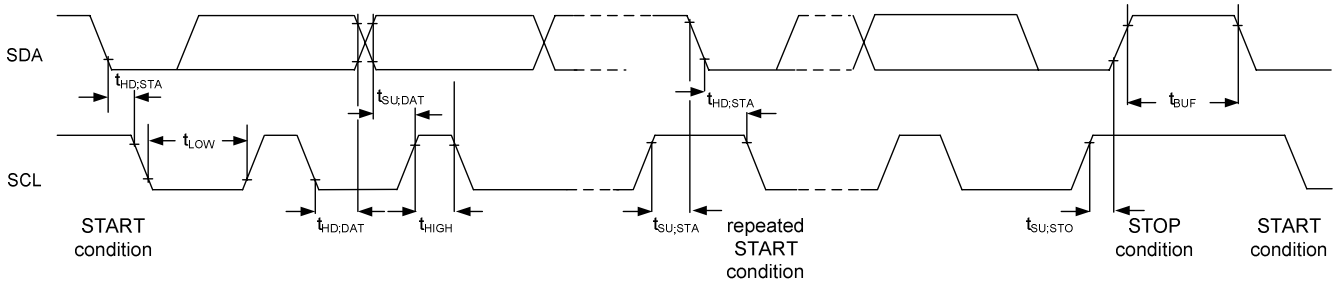 SDA
tHD;STA
tSU;DAT
tHD;STA
tBUF
tLOW
SCL
tHD;DAT
tHIGH
tSU;STA
tSU;STO
START
condition
repeated
START
condition
STOP
condition
START
condition